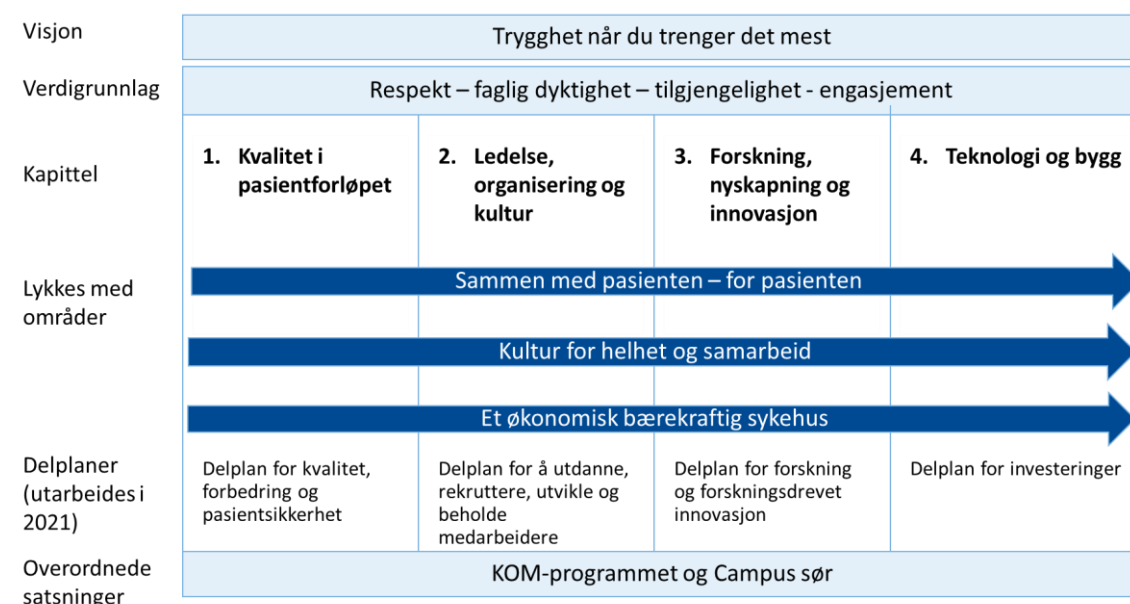 Visjon
Trygghet når du trenger det mest
Verdigrunnlag
Respekt – faglig dyktighet – tilgjengelighet - engasjement
Kapittel
1. Kvalitet i
pasientforløpet
2. Ledelse,
organisering og
kultur
3. Forskning,
nyskapning og
innovasjon
4. Teknologi og bygg
Lykkes med
områder
Sammen med pasienten – for pasienten
Kultur for helhet og samarbeid
Et økonomisk bærekraftig sykehus
Delplaner
(utarbeides i
2021)
Delplan for kvalitet,
forbedring og
pasientsikkerhet
Delplan for å utdanne,
rekruttere, utvikle og
beholde
medarbeidere
Delplan for forskning
og forskningsdrevet
innovasjon
Delplan for investeringer
Overordnede
satsninger
KOM-programmet og Campus sør